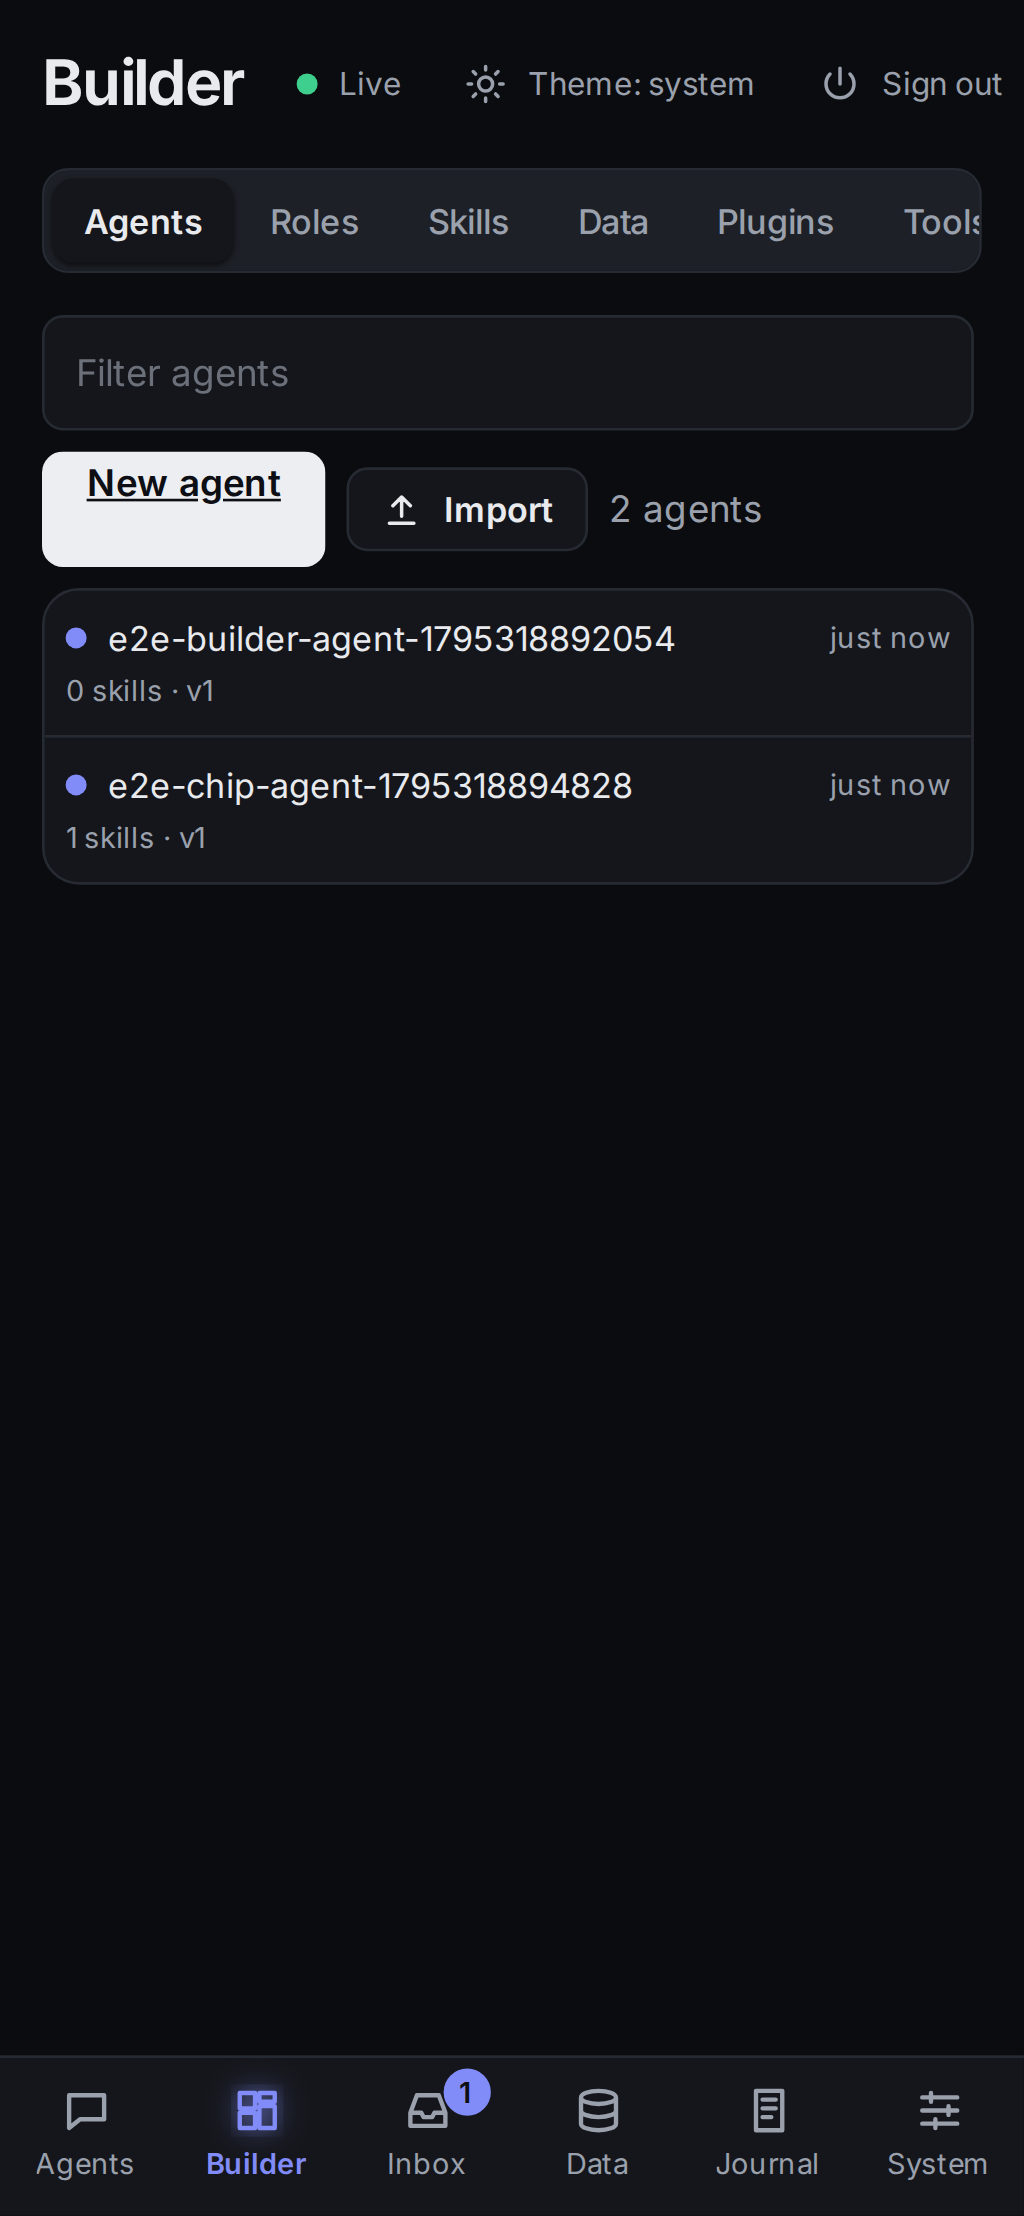 Builder Live Theme: system Sign out
Agents Roles Skills Data Plugins Tools
Filter agents
New agent Import 2 agents
e2e-builder-agent-1795318892054 just now
0 skills · v1
e2e-chip-agent-1795318894828 just now
1 skills · v1
1
Agents Builder Inbox Data Journal System